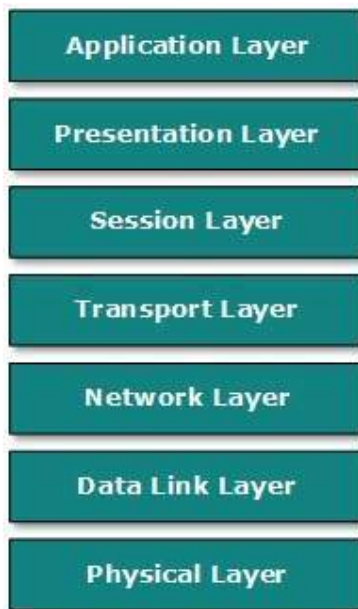 Application Layer
Presentation Layer
Session Layer
Transport Layer
Network Layer
Data Link Layer
Physical Layer